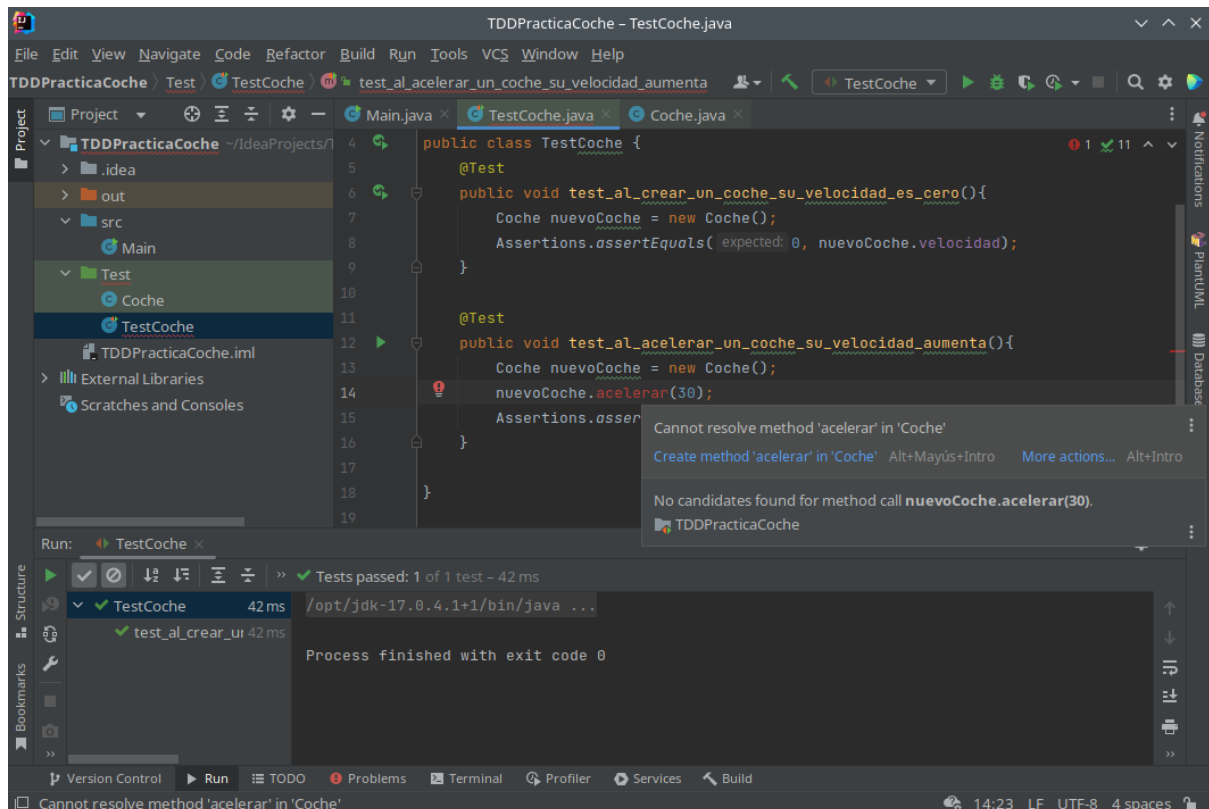 TDDPracticaCoche – TestCoche.java
File Edit View Navigate Code Refactor Build Run Tools VCS Window Help
TDDPracticaCoche Test TestCoche test_al_acelerar_un_coche_su_velocidad_aumenta TestCoche
Project
Project
Main.java TestCoche.java Coche.java
TDDPracticaCoche ~/IdeaProjects/T
.idea
out
src
Main
Test
Coche
TestCoche
TDDPracticaCoche.iml
External Libraries
Scratches and Consoles
4 public class TestCoche {
1 11
5 @Test
6 public void test_al_crear_un_coche_su_velocidad_es_cero(){
7 Coche nuevoCoche = new Coche();
8 Assertions.assertEquals( expected: 0, nuevoCoche.velocidad);
9 }
10
11 @Test
12 public void test_al_acelerar_un_coche_su_velocidad_aumenta(){
13 Coche nuevoCoche = new Coche();
14 nuevoCoche.acelerar(30);
15 Assertions.asser
16 }
17
18 }
19
Cannot resolve method 'acelerar' in 'Coche'
Create method 'acelerar' in 'Coche' Alt+Mayús+Intro More actions... Alt+Intro
No candidates found for method call nuevoCoche.acelerar(30).
TDDPracticaCoche
Notifications
PlantUML
Database
Run: TestCoche
Tests passed: 1 of 1 test – 42 ms
TestCoche 42 ms
test_al_crear_ur 42 ms
/opt/jdk-17.0.4.1+1/bin/java ...
Process finished with exit code 0
Structure
Bookmarks
Version Control Run TODO Problems Terminal Profiler Services Build
Cannot resolve method 'acelerar' in 'Coche'
14:23 LF UTF-8 4 spaces